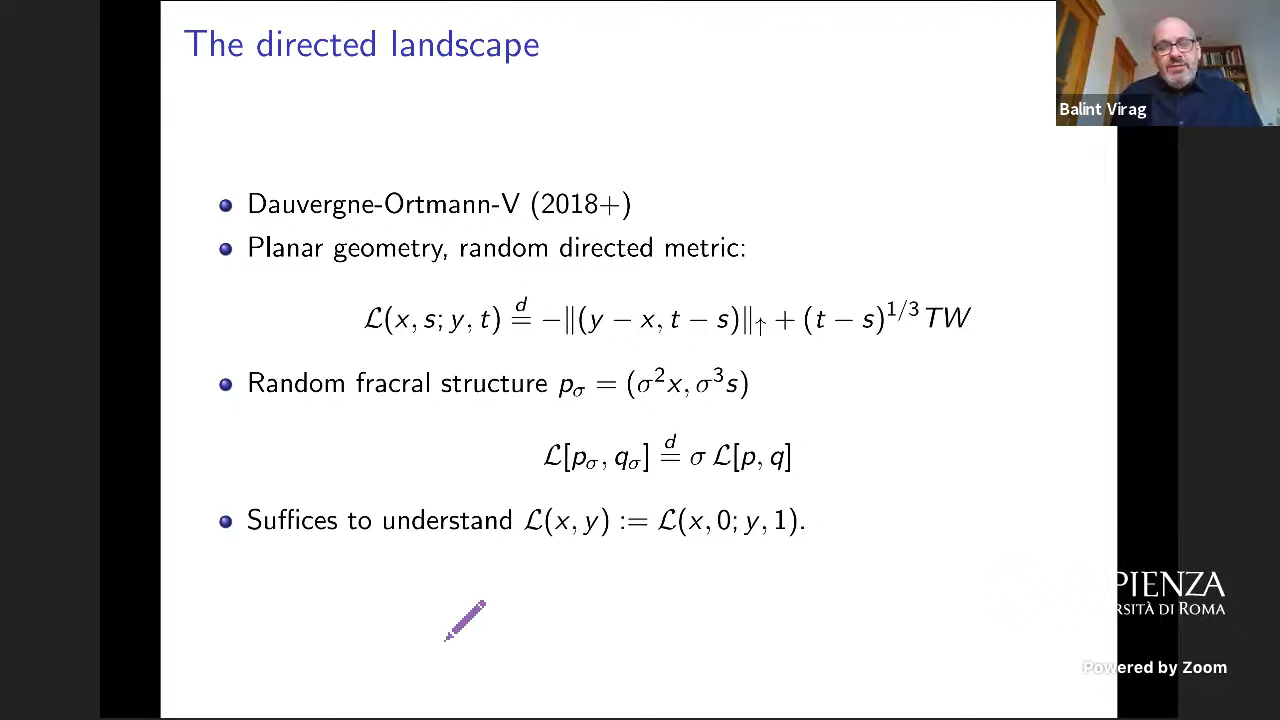 The directed landscape
Balint Virag
Dauvergne-Ortmann-V (2018+)
Planar geometry, random directed metric:
ℒ(x, s; y, t) =ᵈ −‖(y − x, t − s)‖↑ + (t − s)^{1/3} TW
Random fracral structure p_σ = (σ²x, σ³s)
ℒ[p_σ, q_σ] =ᵈ σ ℒ[p, q]
Suffices to understand ℒ(x, y) := ℒ(x, 0; y, 1).
PIENZA
RSITÀ DI ROMA
Powered by Zoom